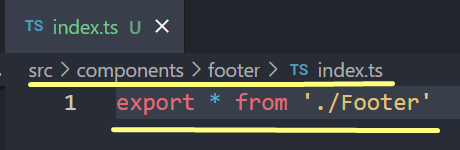 TS index.ts U ×
src > components > footer > TS index.ts
1 export * from './Footer'